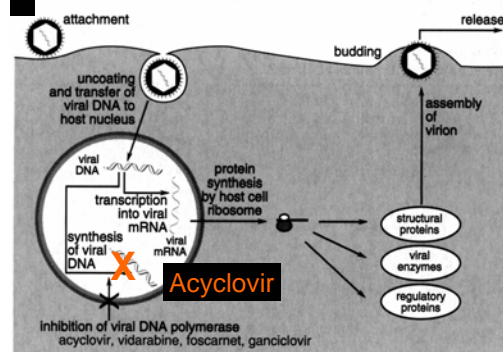 attachment
release
budding
uncoating
and transfer of
viral DNA to
host nucleus
assembly
of
virion
viral
DNA
protein
synthesis
by host cell
ribosome
transcription
into viral
mRNA
structural
proteins
synthesis
of viral
DNA
viral
mRNA
X
viral
enzymes
Acyclovir
regulatory
proteins
inhibition of viral DNA polymerase
acyclovir, vidarabine, foscarnet, ganciclovir